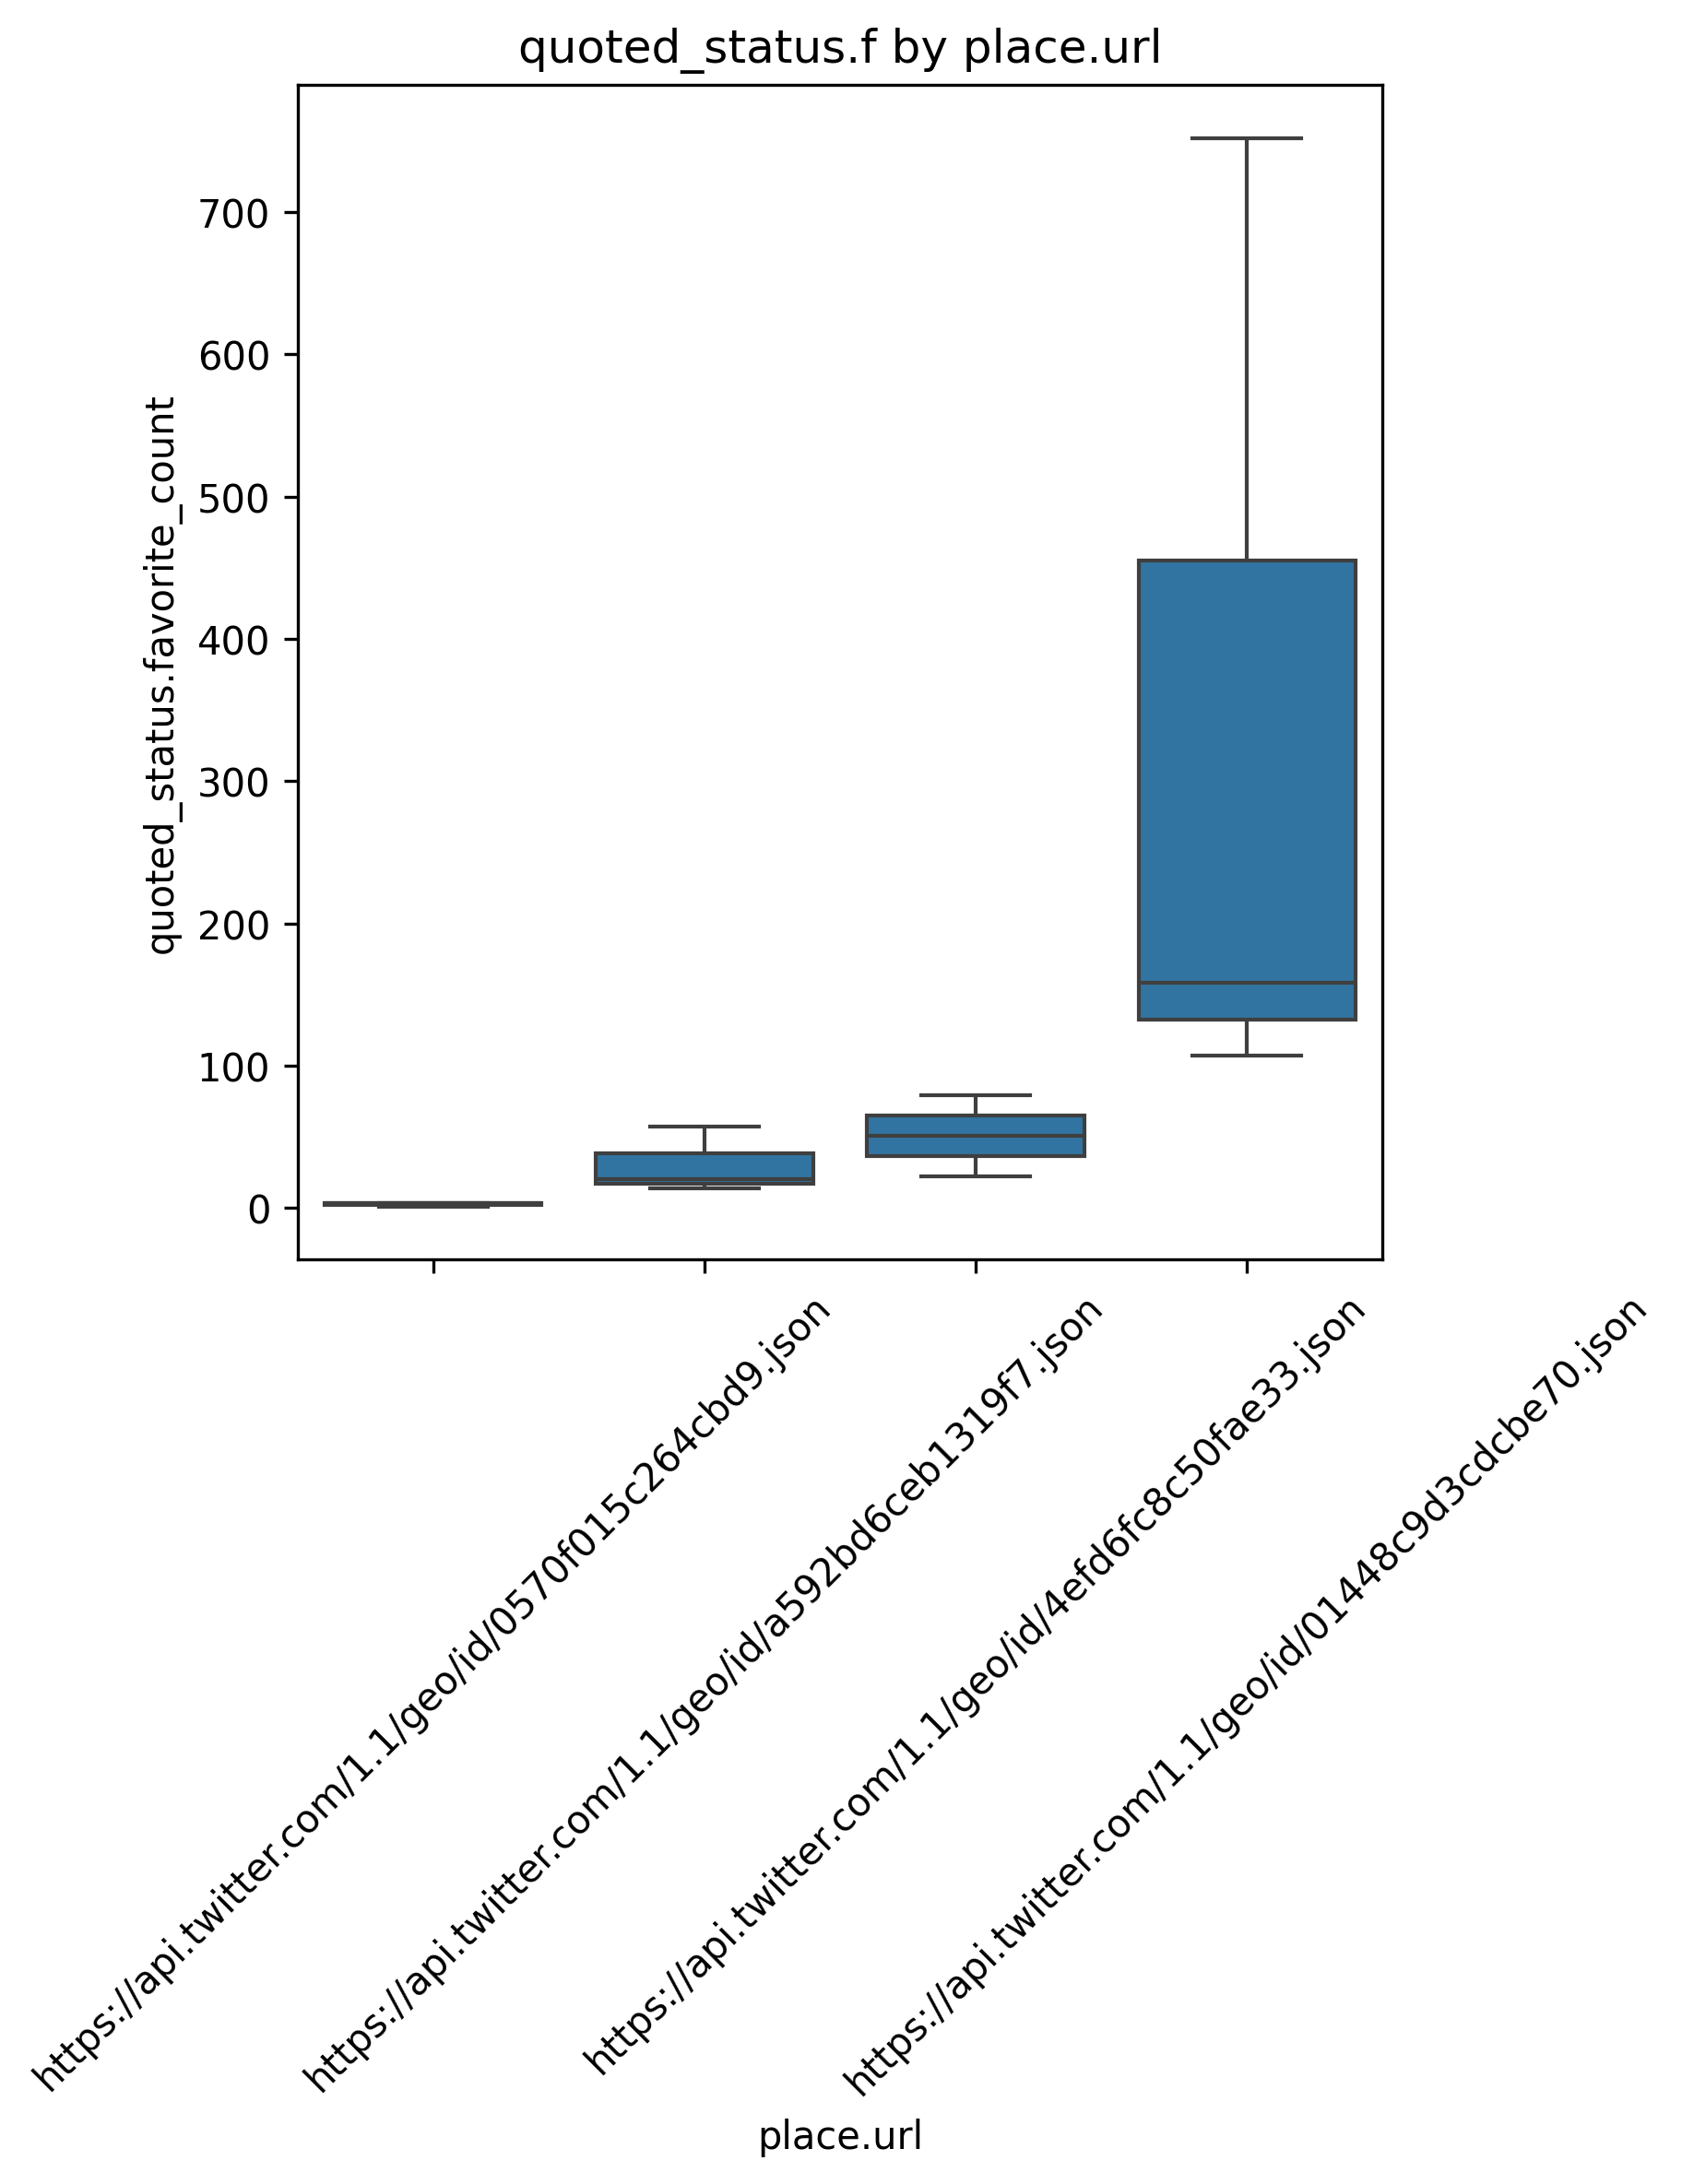 quoted_status.f by place.url
quoted_status.favorite_count
700
600
500
400
300
200
100
0
https://api.twitter.com/1.1/geo/id/0570f015c264cbd9.json
https://api.twitter.com/1.1/geo/id/a592bd6ceb1319f7.json
https://api.twitter.com/1.1/geo/id/4efd6fc8c50fae33.json
https://api.twitter.com/1.1/geo/id/01448c9d3cdcbe70.json
place.url